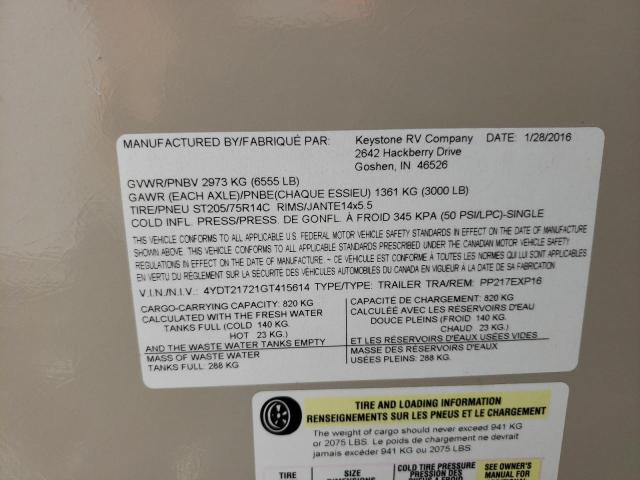 MANUFACTURED BY/FABRIQUÉ PAR: Keystone RV Company DATE: 1/28/2016
2642 Hackberry Drive
Goshen, IN 46526
GVWR/PNBV 2973 KG (6555 LB)
GAWR (EACH AXLE)/PNBE(CHAQUE ESSIEU) 1361 KG (3000 LB)
TIRE/PNEU ST205/75R14C RIMS/JANTE14x5.5
COLD INFL. PRESS/PRESS. DE GONFL. À FROID 345 KPA (50 PSI/LPC)-SINGLE
THIS VEHICLE CONFORMS TO ALL APPLICABLE U.S. FEDERAL MOTOR VEHICLE SAFETY STANDARDS IN EFFECT ON THE DATE OF MANUFACTURE
SHOWN ABOVE. THIS VEHICLE CONFORMS TO ALL APPLICABLE STANDARDS PRESCRIBED UNDER THE CANADIAN MOTOR VEHICLE SAFETY
REGULATIONS IN EFFECT ON THE DATE OF MANUFACTURE. – CE VÉHICULE EST CONFORME À TOUTES LES NORMES QUI LUI SONT APPLICABLES
EN VERTU DU RÈGLEMENT SUR LA SÉCURITÉ DES VÉHICULES AUTOMOBILES DU CANADA EN VIGUEUR À LA DATE DE SA FABRICATION
V.I.N./N.I.V.: 4YDT21721GT415614 TYPE/TYPE: TRAILER TRA/REM: PP217EXP16
CARGO-CARRYING CAPACITY: 820 KG
CALCULATED WITH THE FRESH WATER
TANKS FULL (COLD 140 KG.
HOT 23 KG.)
AND THE WASTE WATER TANKS EMPTY
MASS OF WASTE WATER
TANKS FULL: 288 KG
CAPACITÉ DE CHARGEMENT: 820 KG
CALCULÉE AVEC LES RÉSERVOIRS D'EAU
DOUCE PLEINS (FROID 140 KG.
CHAUD 23 KG.)
ET LES RÉSERVOIRS D'EAUX USÉES VIDES
MASSE DES RÉSERVOIRS D'EAUX
USÉES PLEINS: 288 KG.
TIRE AND LOADING INFORMATION
RENSEIGNEMENTS SUR LES PNEUS ET LE CHARGEMENT
The weight of cargo should never exceed 941 KG
or 2075 LBS. Le poids de chargement ne devrait
jamais excéder 941 KG ou 2075 LBS.
TIRE
SIZE
DIMENSIONS
COLD TIRE PRESSURE
PRESSION DES
SEE OWNER'S
MANUAL FOR